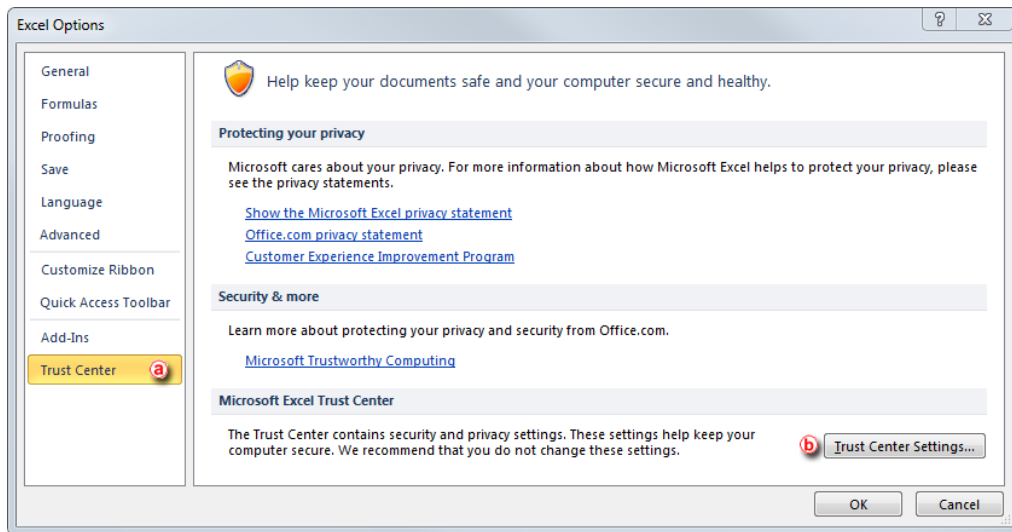 Excel Options
General
Formulas
Proofing
Save
Language
Advanced
Customize Ribbon
Quick Access Toolbar
Add-Ins
Trust Center
a
Help keep your documents safe and your computer secure and healthy.
Protecting your privacy
Microsoft cares about your privacy. For more information about how Microsoft Excel helps to protect your privacy, please
see the privacy statements.
Show the Microsoft Excel privacy statement
Office.com privacy statement
Customer Experience Improvement Program
Security & more
Learn more about protecting your privacy and security from Office.com.
Microsoft Trustworthy Computing
Microsoft Excel Trust Center
The Trust Center contains security and privacy settings. These settings help keep your
computer secure. We recommend that you do not change these settings.
b
Trust Center Settings...
OK
Cancel